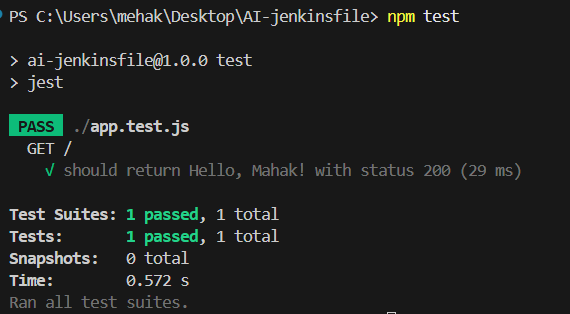 PS C:\Users\mehak\Desktop\AI-jenkinsfile> npm test
> ai-jenkinsfile@1.0.0 test
> jest
PASS ./app.test.js
GET /
√ should return Hello, Mahak! with status 200 (29 ms)
Test Suites: 1 passed, 1 total
Tests: 1 passed, 1 total
Snapshots: 0 total
Time: 0.572 s
Ran all test suites.